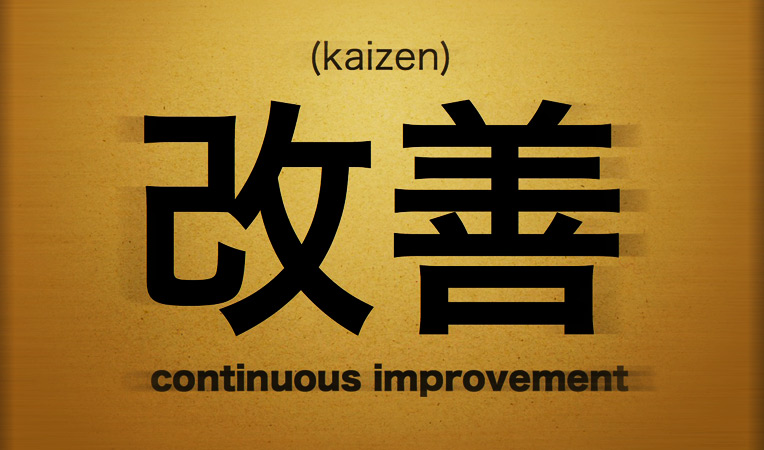 (kaizen)
改善
continuous improvement